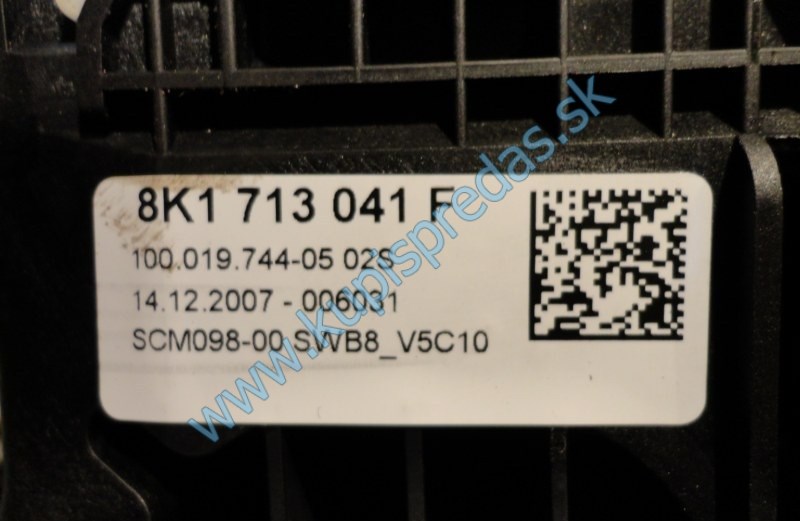 8K1 713 041
100.019.744-05 02S
14.12.2007 - 006031
SCM098-00 SWB8_V5C10
www.kupispredas.sk